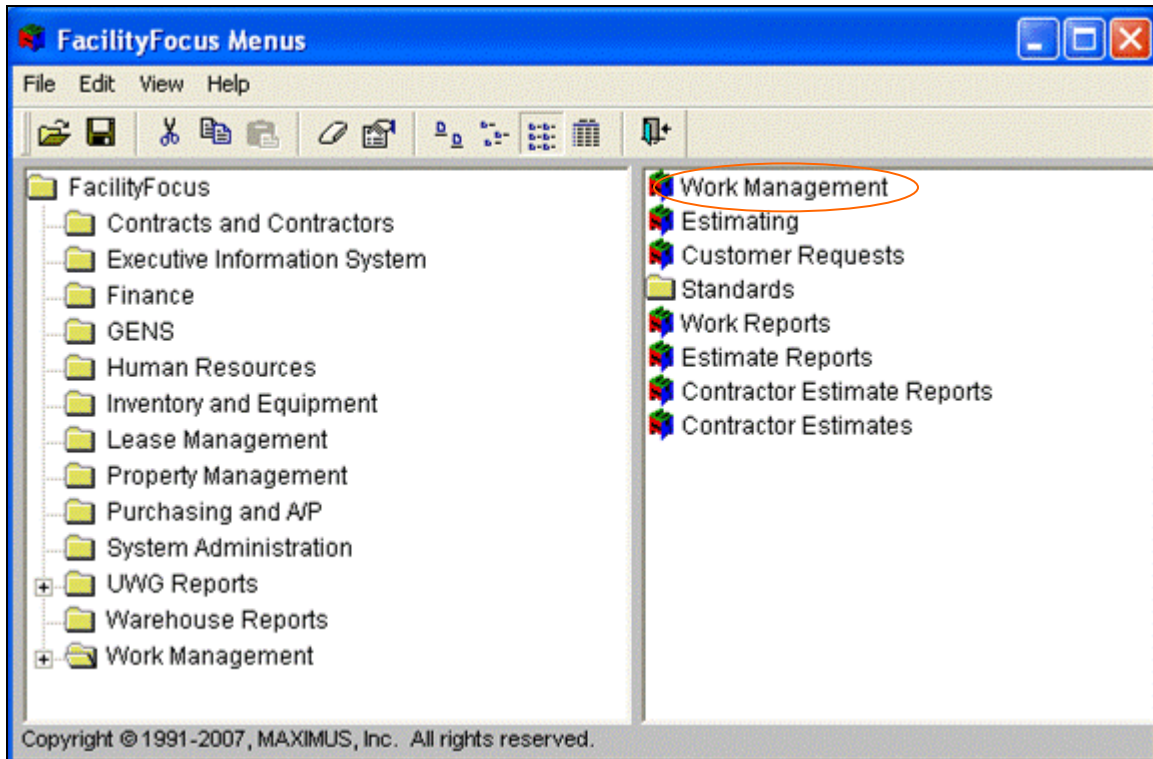 FacilityFocus Menus
File Edit View Help
FacilityFocus
Contracts and Contractors
Executive Information System
Finance
GENS
Human Resources
Inventory and Equipment
Lease Management
Property Management
Purchasing and A/P
System Administration
UWG Reports
Warehouse Reports
Work Management
Work Management
Estimating
Customer Requests
Standards
Work Reports
Estimate Reports
Contractor Estimate Reports
Contractor Estimates
Copyright © 1991-2007, MAXIMUS, Inc. All rights reserved.